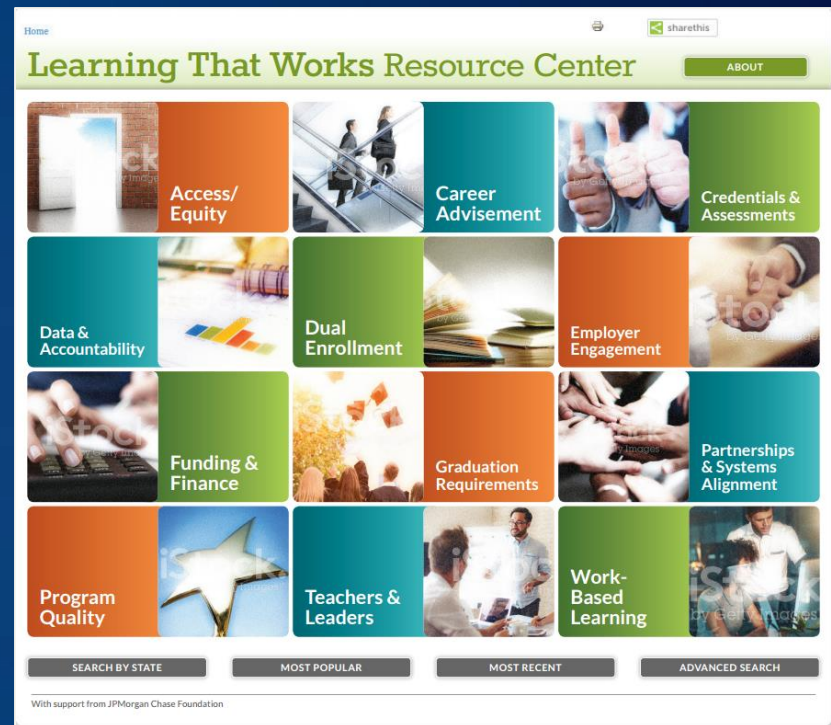 Home
sharethis
Learning That Works Resource Center
ABOUT
Access/
Equity
Career
Advisement
Credentials &
Assessments
Data &
Accountability
Dual
Enrollment
Employer
Engagement
Funding &
Finance
Graduation
Requirements
Partnerships
& Systems
Alignment
Program
Quality
Teachers &
Leaders
Work-
Based
Learning
SEARCH BY STATE
MOST POPULAR
MOST RECENT
ADVANCED SEARCH
With support from JPMorgan Chase Foundation